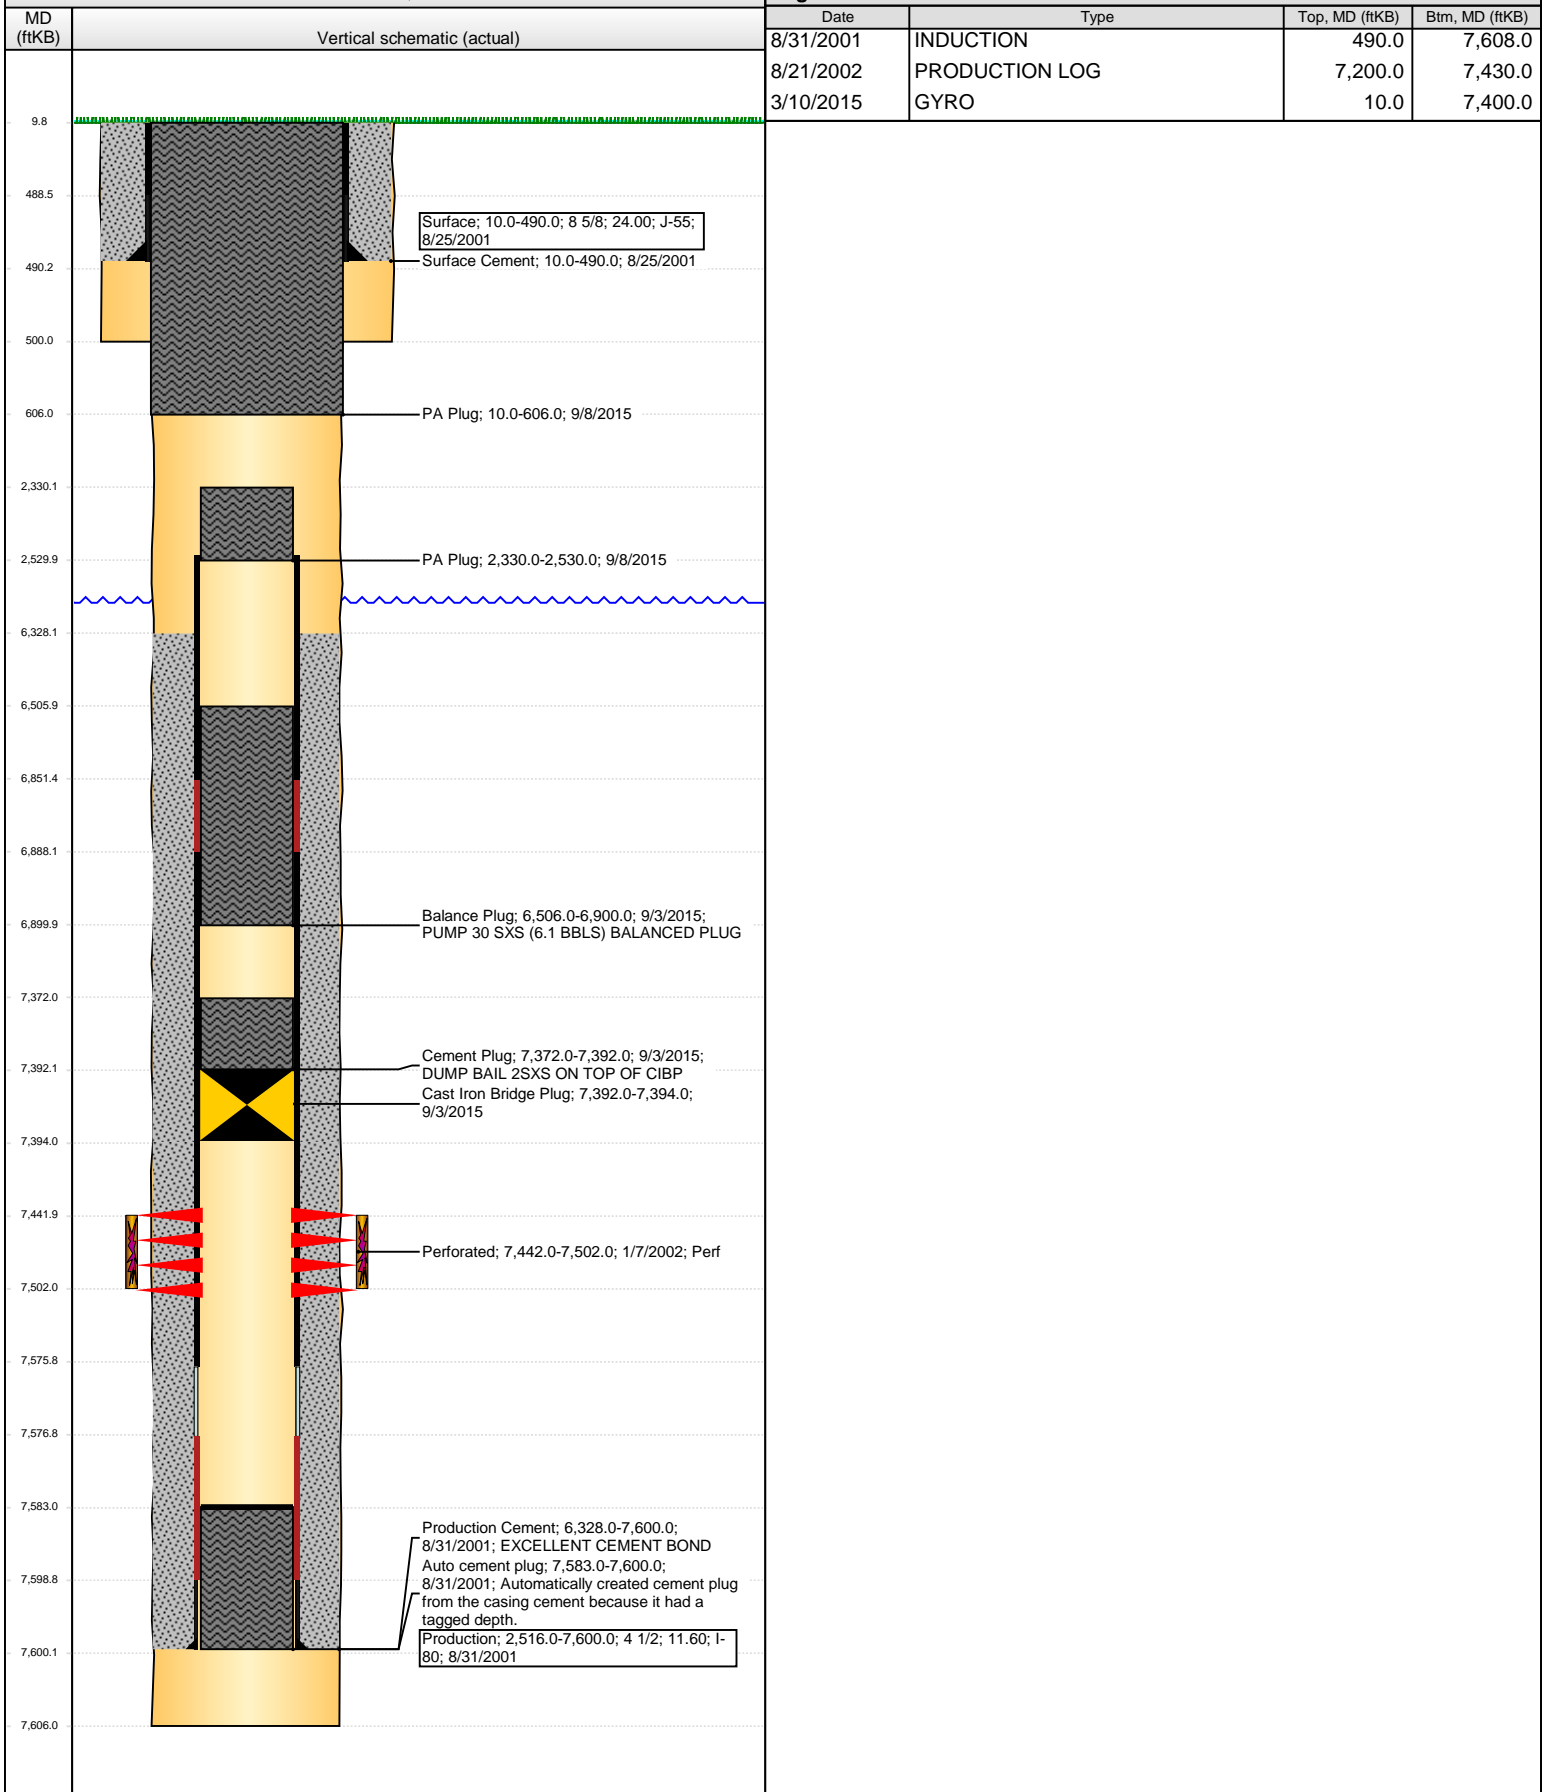 MD
(ftKB)
Vertical schematic (actual)
Date Type Top, MD (ftKB) Btm, MD (ftKB)
8/31/2001 INDUCTION 490.0 7,608.0
8/21/2002 PRODUCTION LOG 7,200.0 7,430.0
3/10/2015 GYRO 10.0 7,400.0
9.8
488.5
Surface; 10.0-490.0; 8 5/8; 24.00; J-55;
8/25/2001
Surface Cement; 10.0-490.0; 8/25/2001
490.2
500.0
606.0
PA Plug; 10.0-606.0; 9/8/2015
2,330.1
2,529.9
PA Plug; 2,330.0-2,530.0; 9/8/2015
6,328.1
6,505.9
6,851.4
6,888.1
Balance Plug; 6,506.0-6,900.0; 9/3/2015;
PUMP 30 SXS (6.1 BBLS) BALANCED PLUG
6,899.9
7,372.0
Cement Plug; 7,372.0-7,392.0; 9/3/2015;
DUMP BAIL 2SXS ON TOP OF CIBP
7,392.1
Cast Iron Bridge Plug; 7,392.0-7,394.0;
9/3/2015
7,394.0
7,441.9
Perforated; 7,442.0-7,502.0; 1/7/2002; Perf
7,502.0
7,575.8
7,576.8
7,583.0
Production Cement; 6,328.0-7,600.0;
8/31/2001; EXCELLENT CEMENT BOND
Auto cement plug; 7,583.0-7,600.0;
8/31/2001; Automatically created cement plug
from the casing cement because it had a
tagged depth.
7,598.8
Production; 2,516.0-7,600.0; 4 1/2; 11.60; I-
80; 8/31/2001
7,600.1
7,606.0